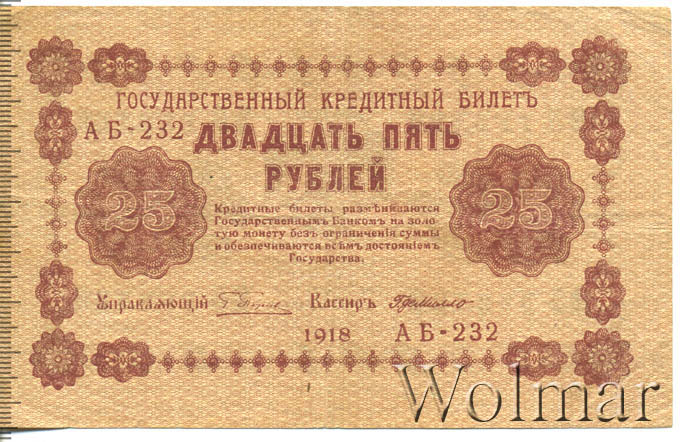 ГОСУДАРСТВЕННЫЙ КРЕДИТНЫЙ БИЛЕТЪ
АБ-232
ДВАДЦАТЬ ПЯТЬ
РУБЛЕЙ
25
25
Кредитные билеты размѣниваются
Государственнымъ Банкомъ на золо-
тую монету безъ ограниченія суммы
и обезпечиваются всѣмъ достояніемъ
Государства.
Управляющій
Кассиръ
1918 АБ-232
Wolmar